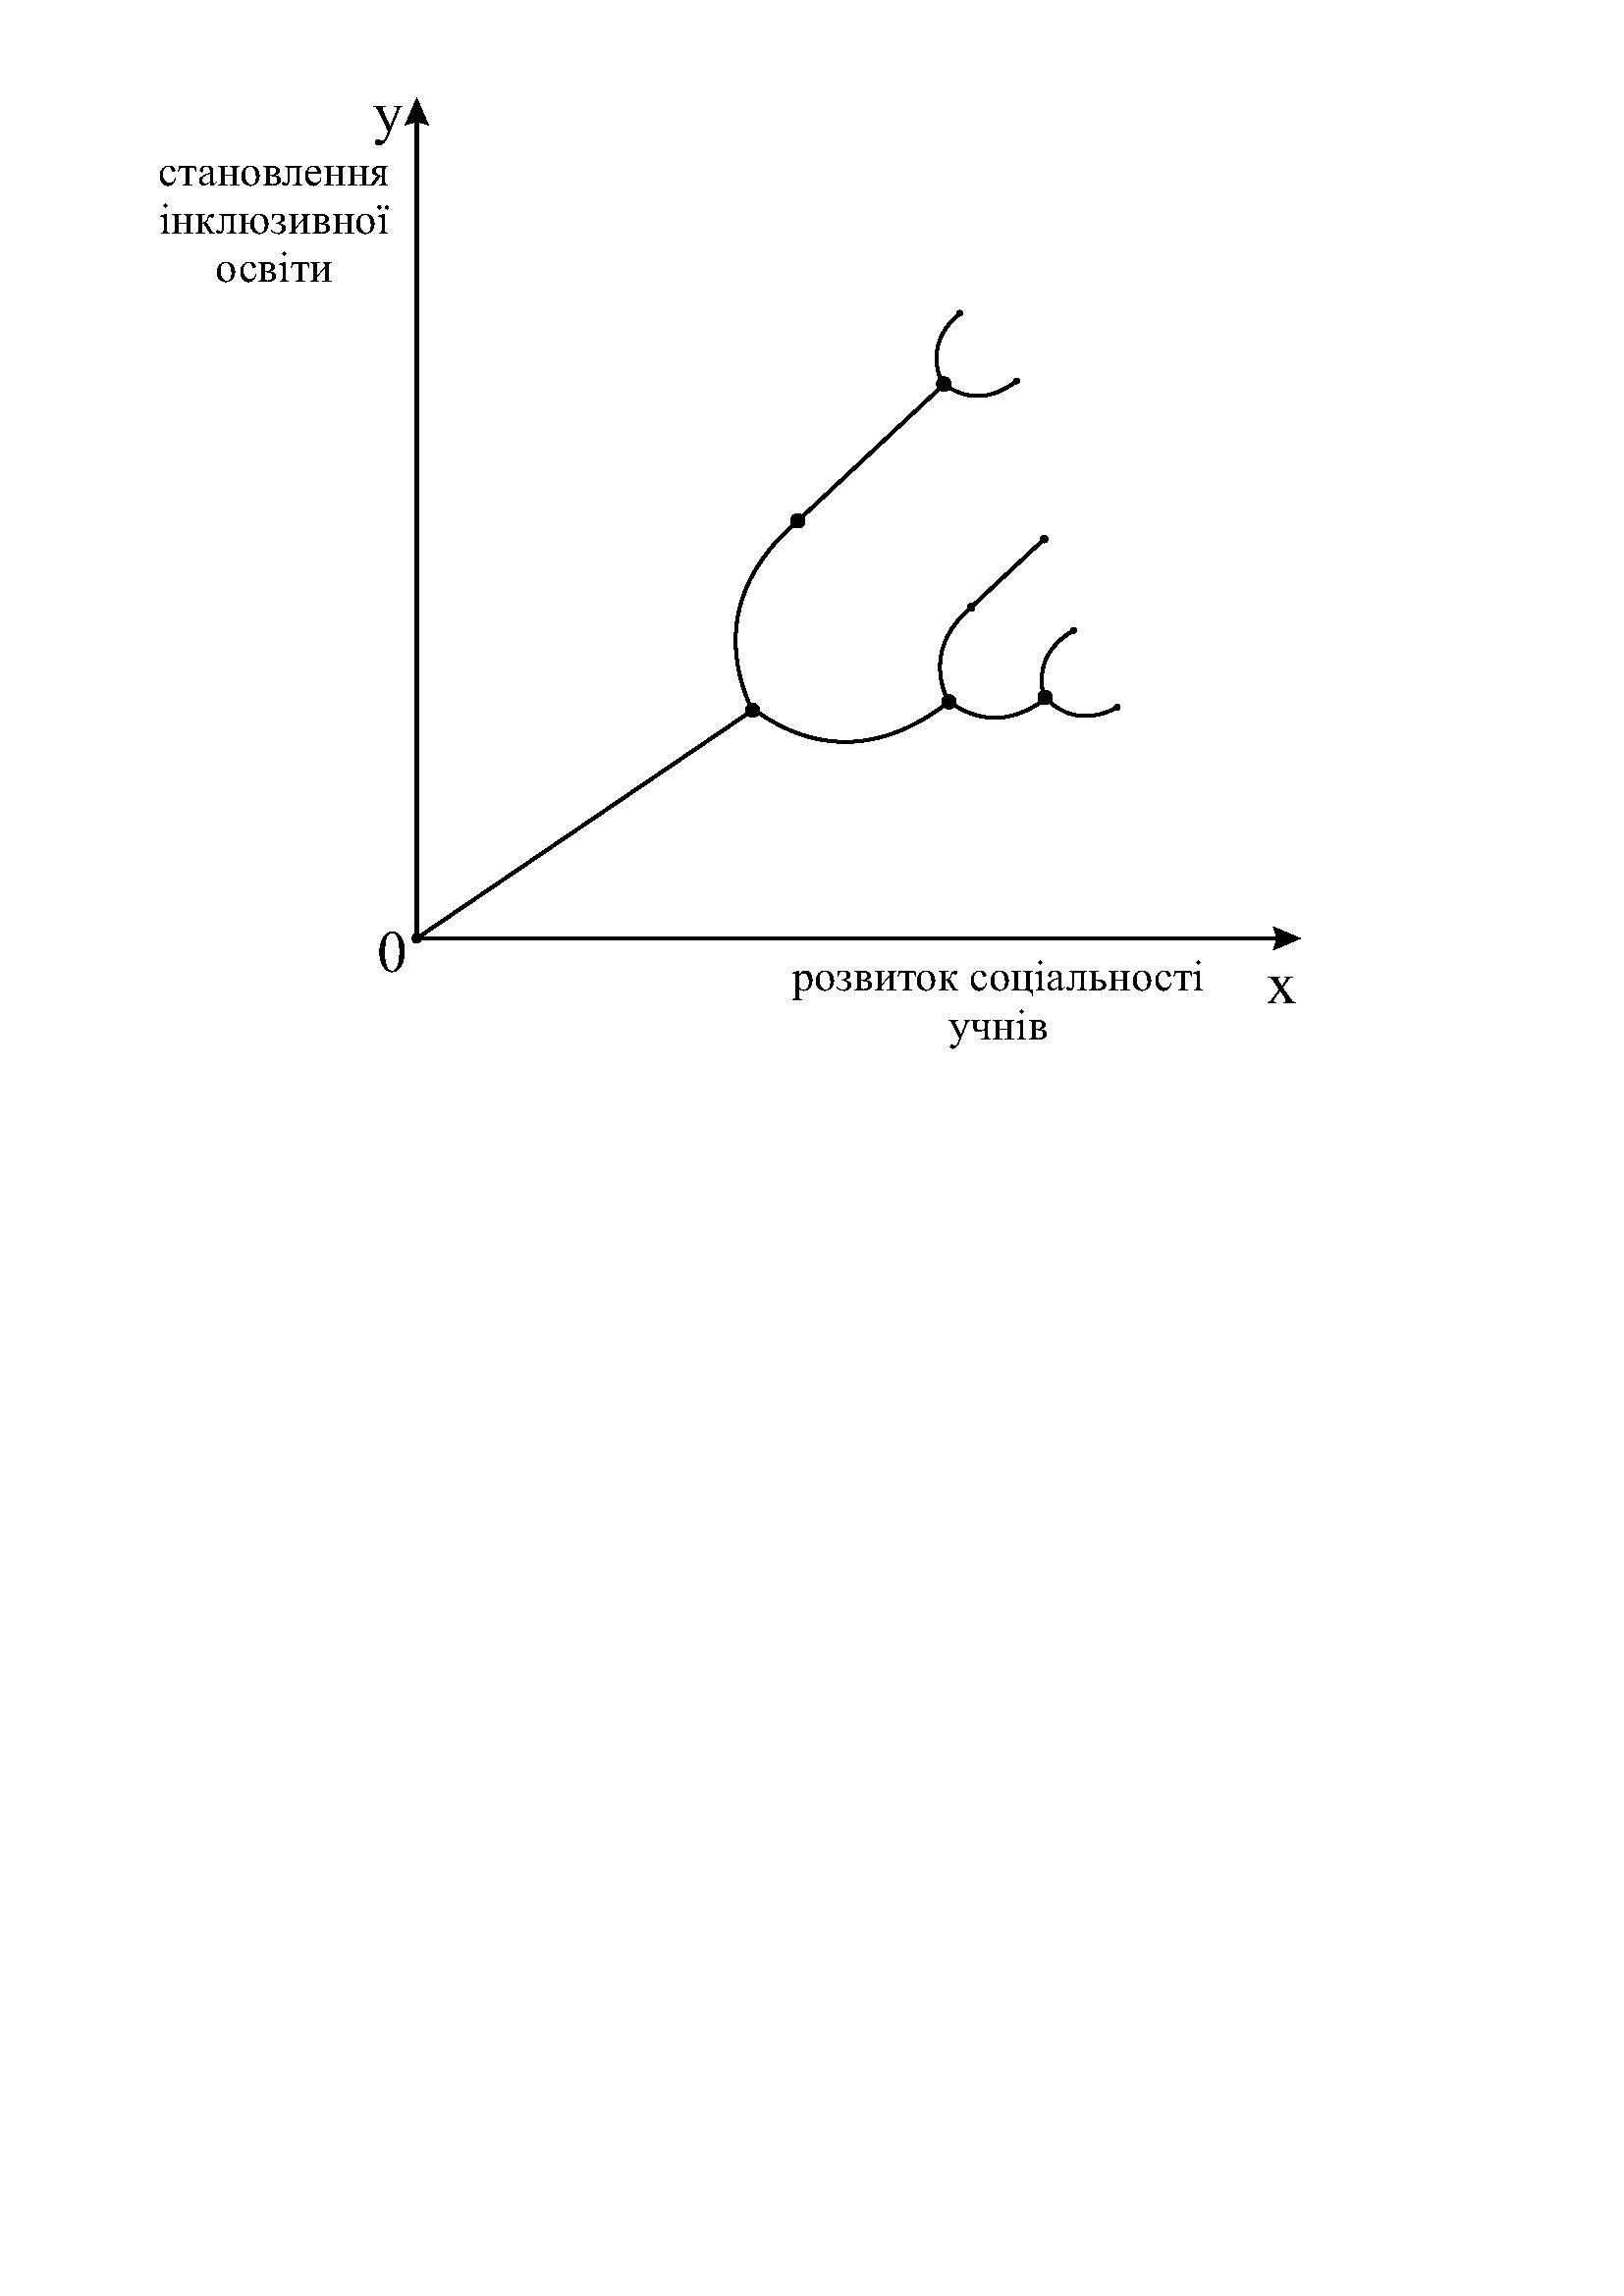 у
становлення
інклюзивної
освіти
0
розвиток соціальності
учнів
х